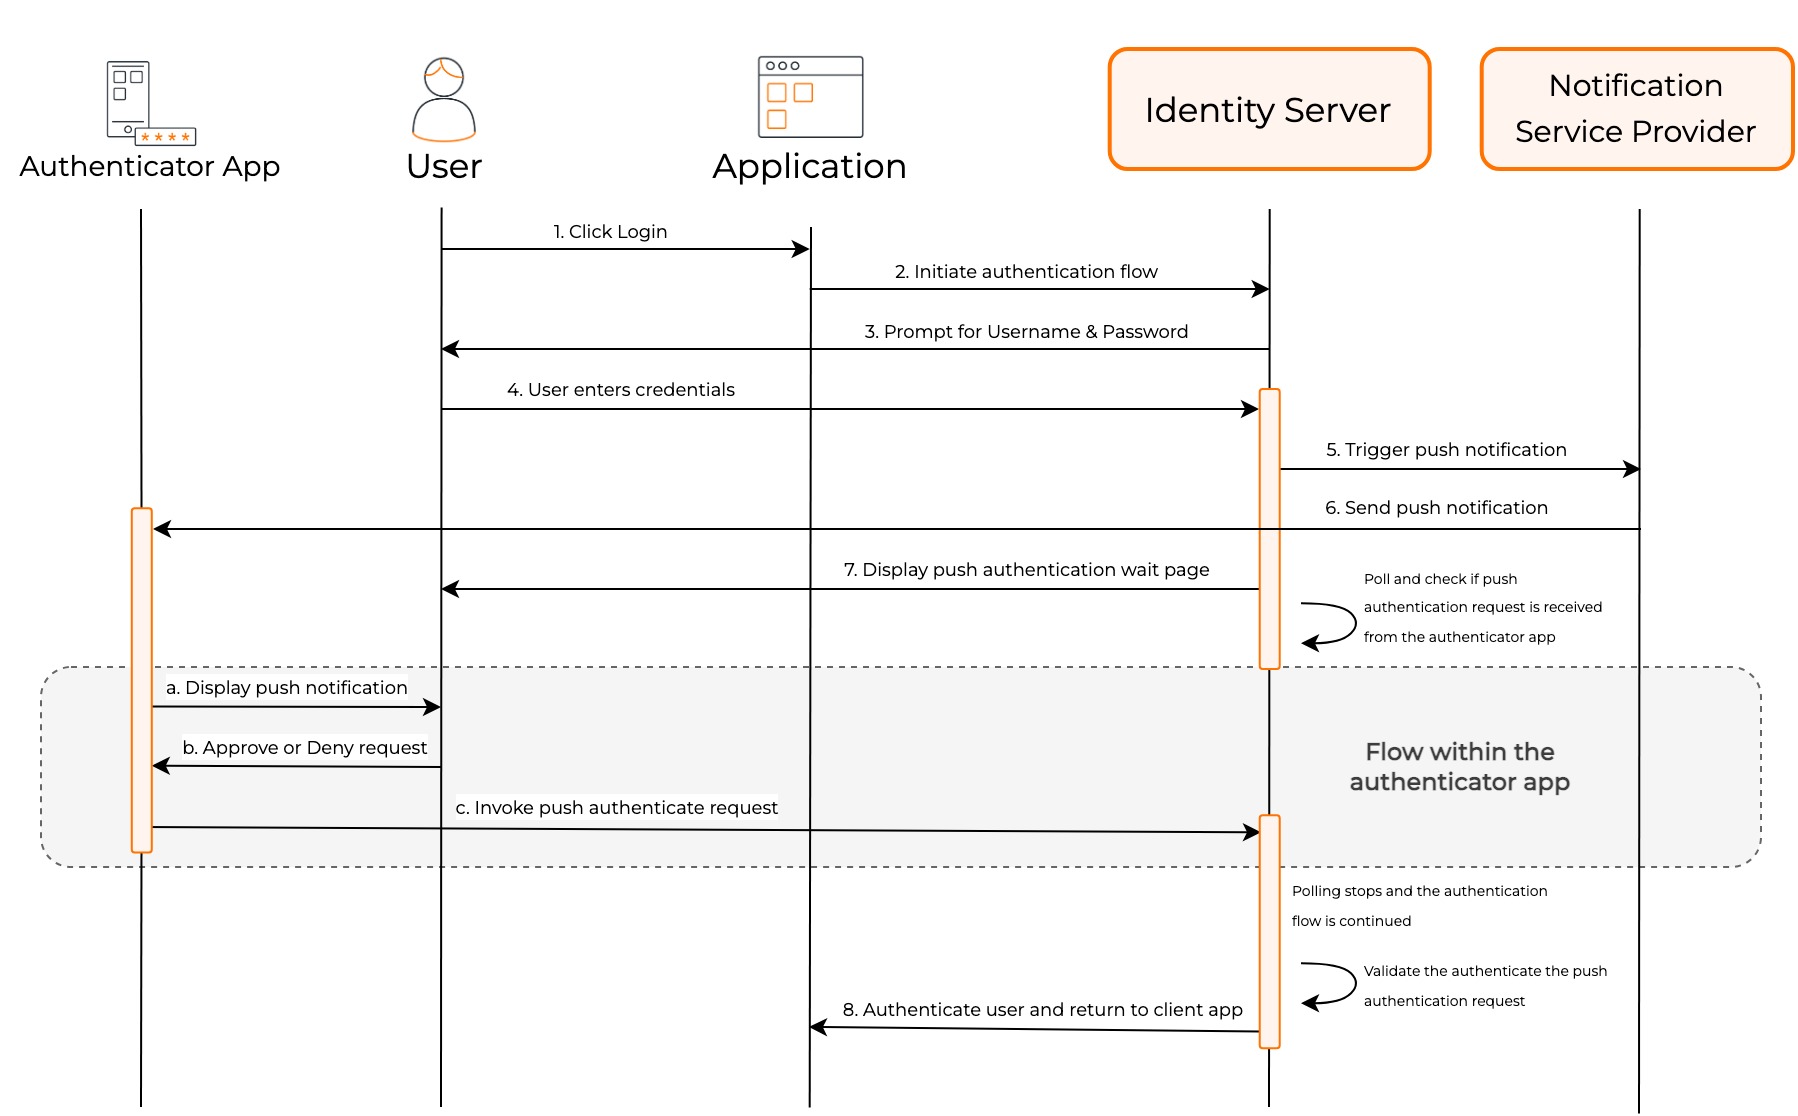 Authenticator App
User
Application
Identity Server
Notification
Service Provider
1. Click Login
2. Initiate authentication flow
3. Prompt for Username & Password
4. User enters credentials
5. Trigger push notification
6. Send push notification
7. Display push authentication wait page
Poll and check if push
authentication request is received
from the authenticator app
a. Display push notification
b. Approve or Deny request
Flow within the
authenticator app
c. Invoke push authenticate request
Polling stops and the authentication
flow is continued
Validate the authenticate the push
authentication request
8. Authenticate user and return to client app